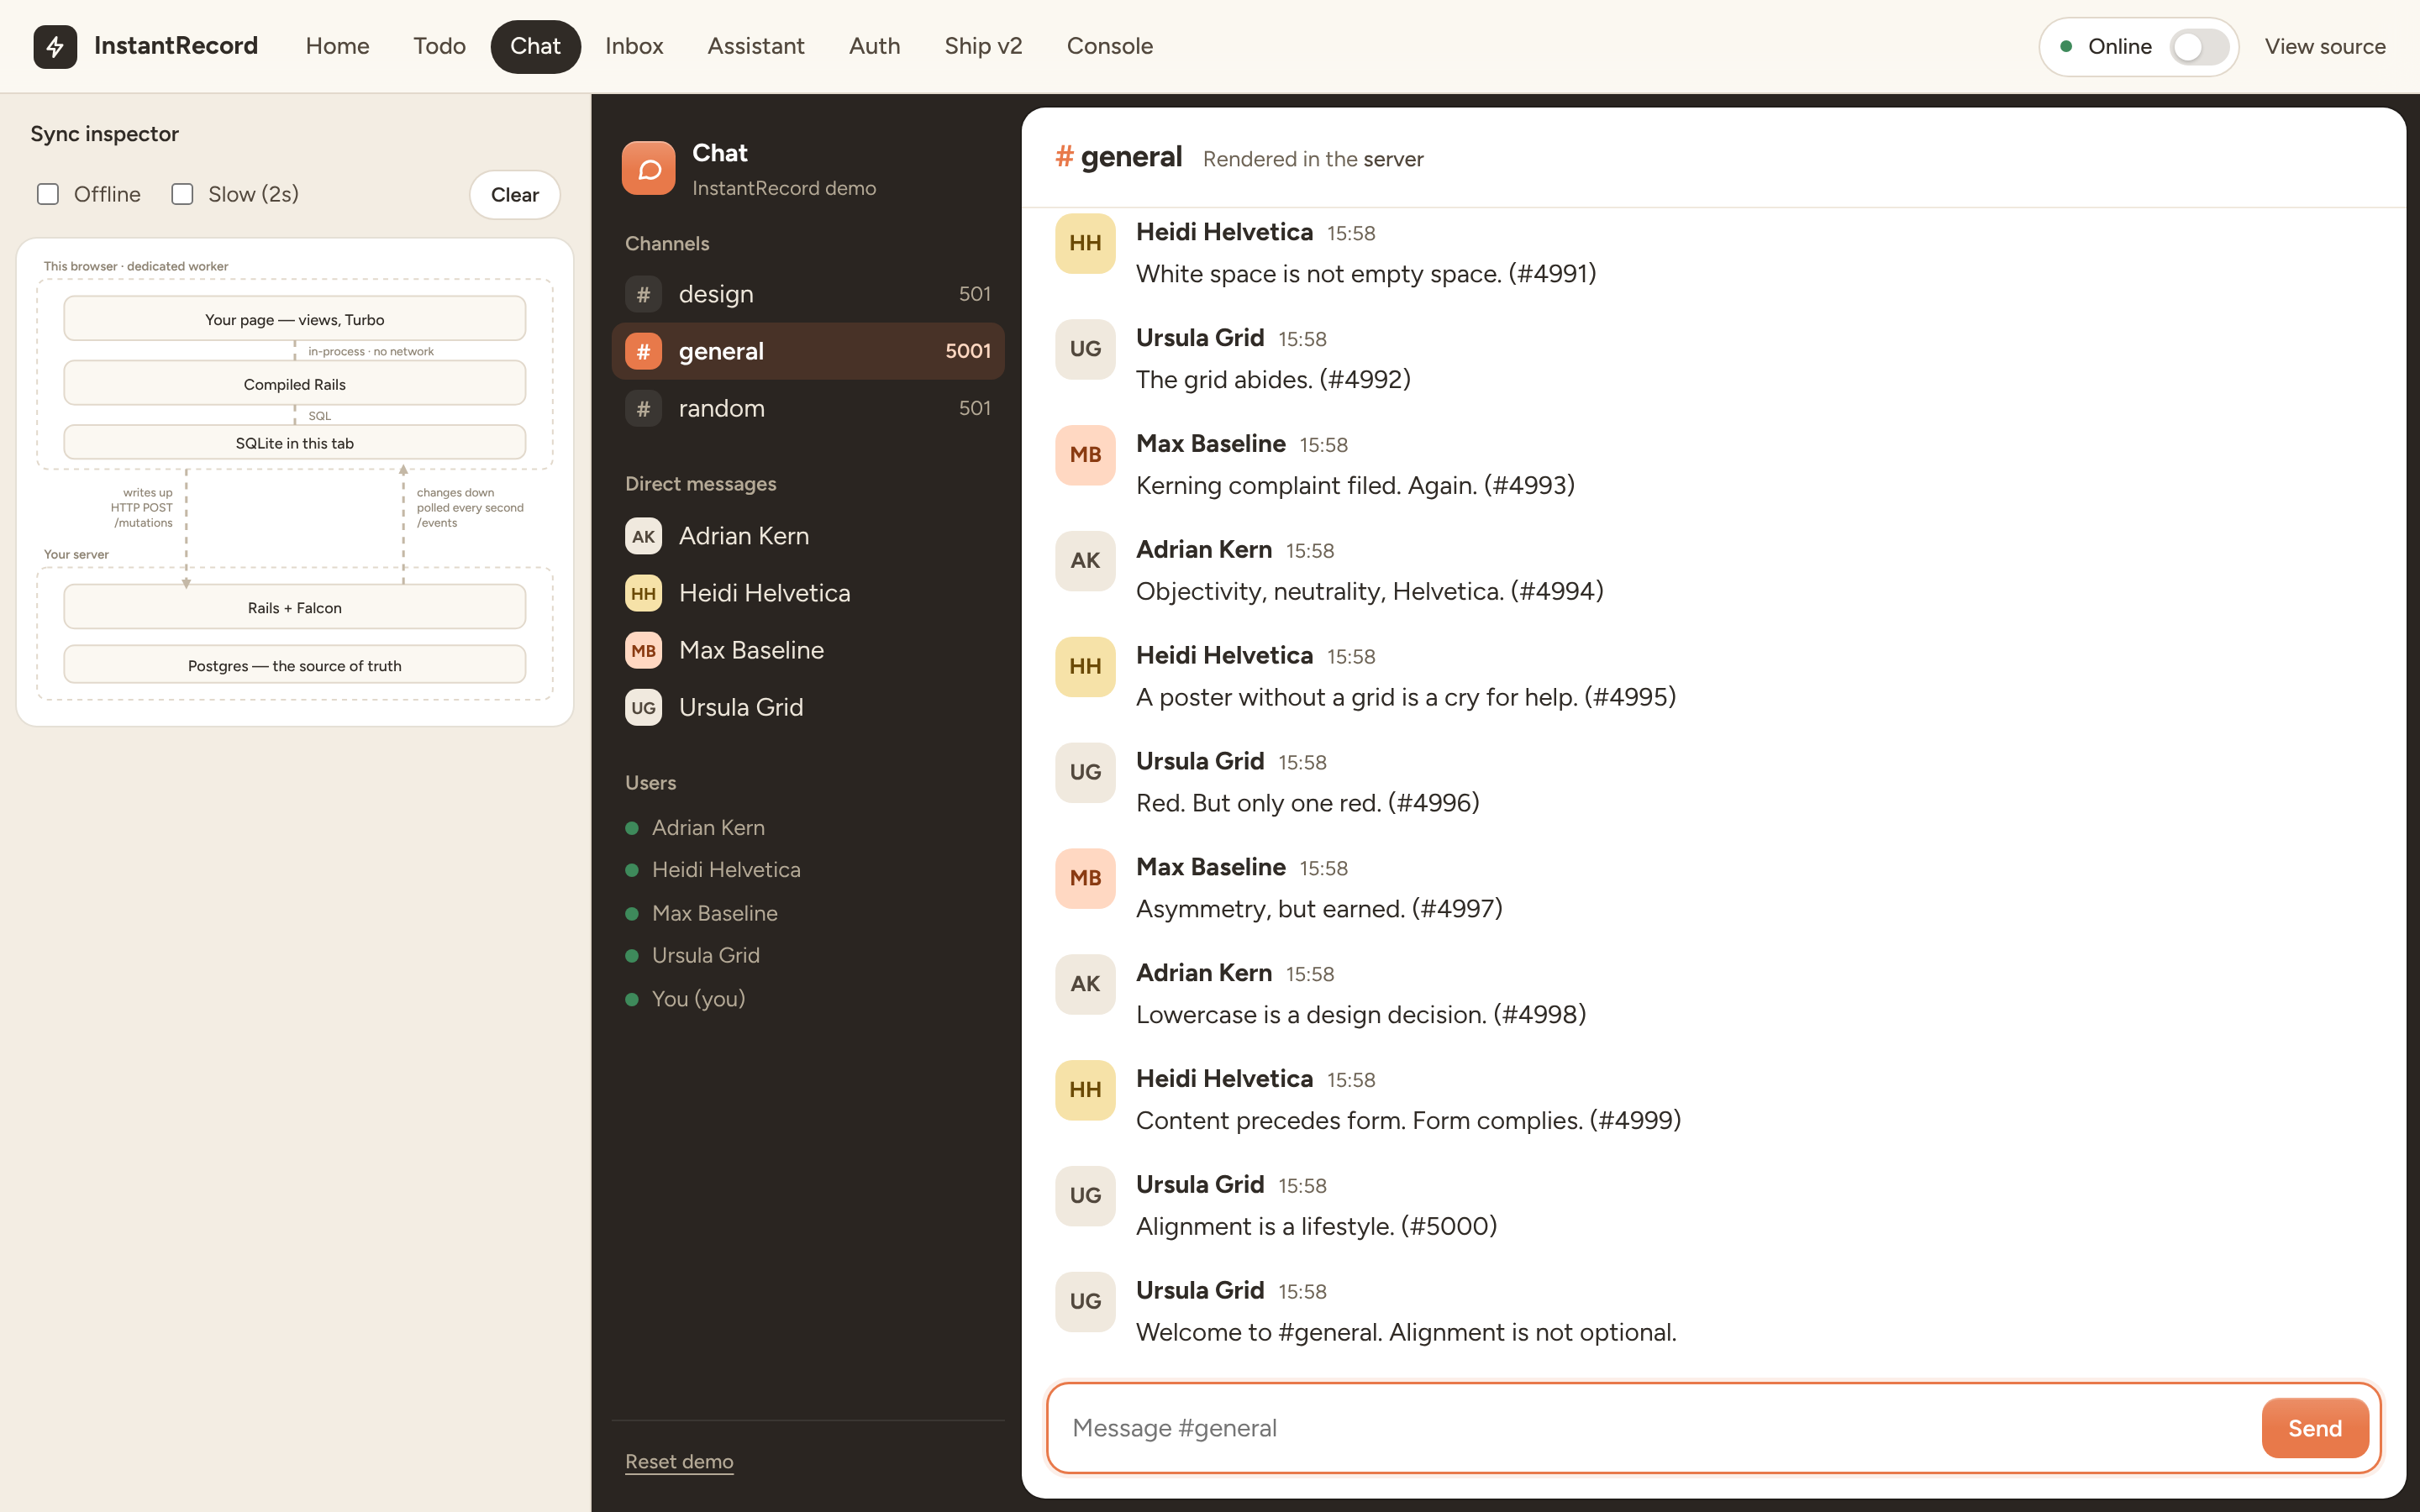 InstantRecord
Home
Todo
Chat
Inbox
Assistant
Auth
Ship v2
Console
Online
View source
Sync inspector
Offline
Slow (2s)
Clear
This browser · dedicated worker
Your page — views, Turbo
in-process · no network
Compiled Rails
SQL
SQLite in this tab
writes up
HTTP POST
/mutations
changes down
polled every second
/events
Your server
Rails + Falcon
Postgres — the source of truth
Chat
InstantRecord demo
Channels
# design 501
# general 5001
# random 501
Direct messages
AK Adrian Kern
HH Heidi Helvetica
MB Max Baseline
UG Ursula Grid
Users
Adrian Kern
Heidi Helvetica
Max Baseline
Ursula Grid
You (you)
Reset demo
# general Rendered in the server
HH Heidi Helvetica 15:58
White space is not empty space. (#4991)
UG Ursula Grid 15:58
The grid abides. (#4992)
MB Max Baseline 15:58
Kerning complaint filed. Again. (#4993)
AK Adrian Kern 15:58
Objectivity, neutrality, Helvetica. (#4994)
HH Heidi Helvetica 15:58
A poster without a grid is a cry for help. (#4995)
UG Ursula Grid 15:58
Red. But only one red. (#4996)
MB Max Baseline 15:58
Asymmetry, but earned. (#4997)
AK Adrian Kern 15:58
Lowercase is a design decision. (#4998)
HH Heidi Helvetica 15:58
Content precedes form. Form complies. (#4999)
UG Ursula Grid 15:58
Alignment is a lifestyle. (#5000)
UG Ursula Grid 15:58
Welcome to #general. Alignment is not optional.
Message #general
Send